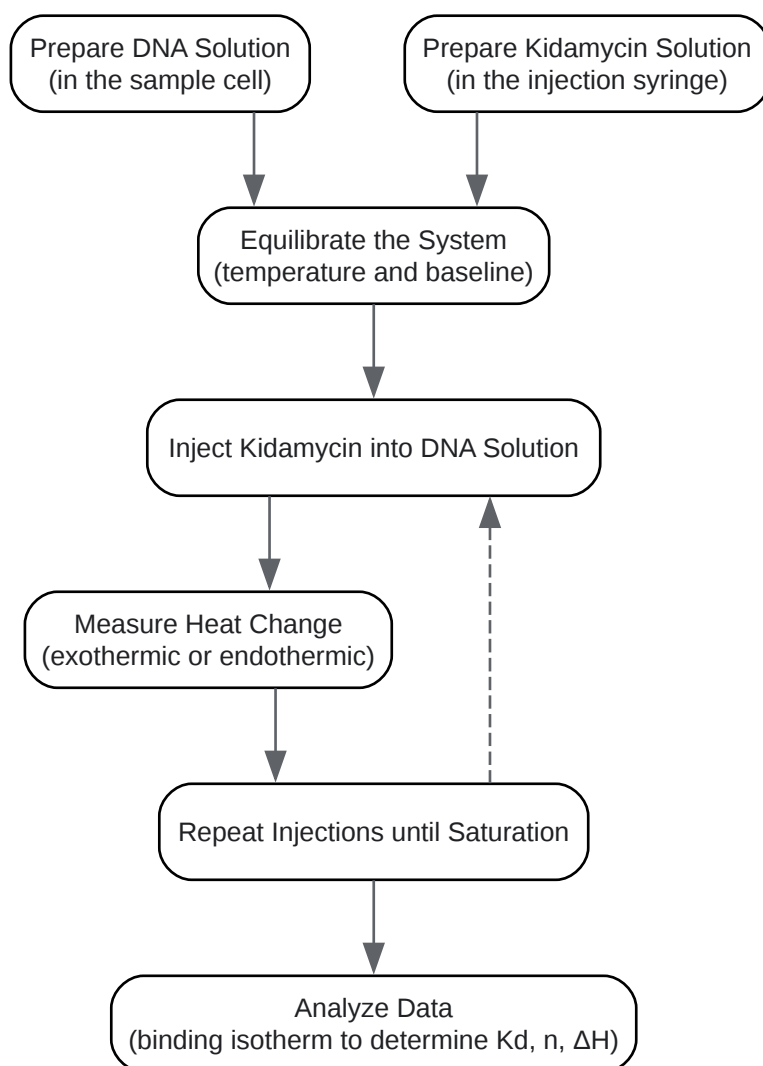 Prepare DNA Solution
(in the sample cell)
Prepare Kidamycin Solution
(in the injection syringe)
Equilibrate the System
(temperature and baseline)
Inject Kidamycin into DNA Solution
Measure Heat Change
(exothermic or endothermic)
Repeat Injections until Saturation
Analyze Data
(binding isotherm to determine Kd, n, ΔH)